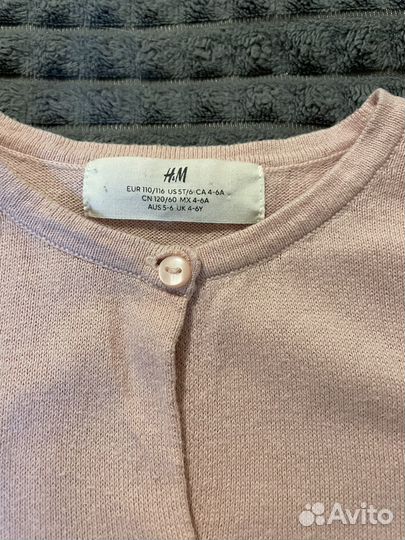 H&M
EUR 110/116 US 5T/6 CA 4-6A
CN 120/60 MX 4-6A
AUS 5-6 UK 4-6Y
Avito